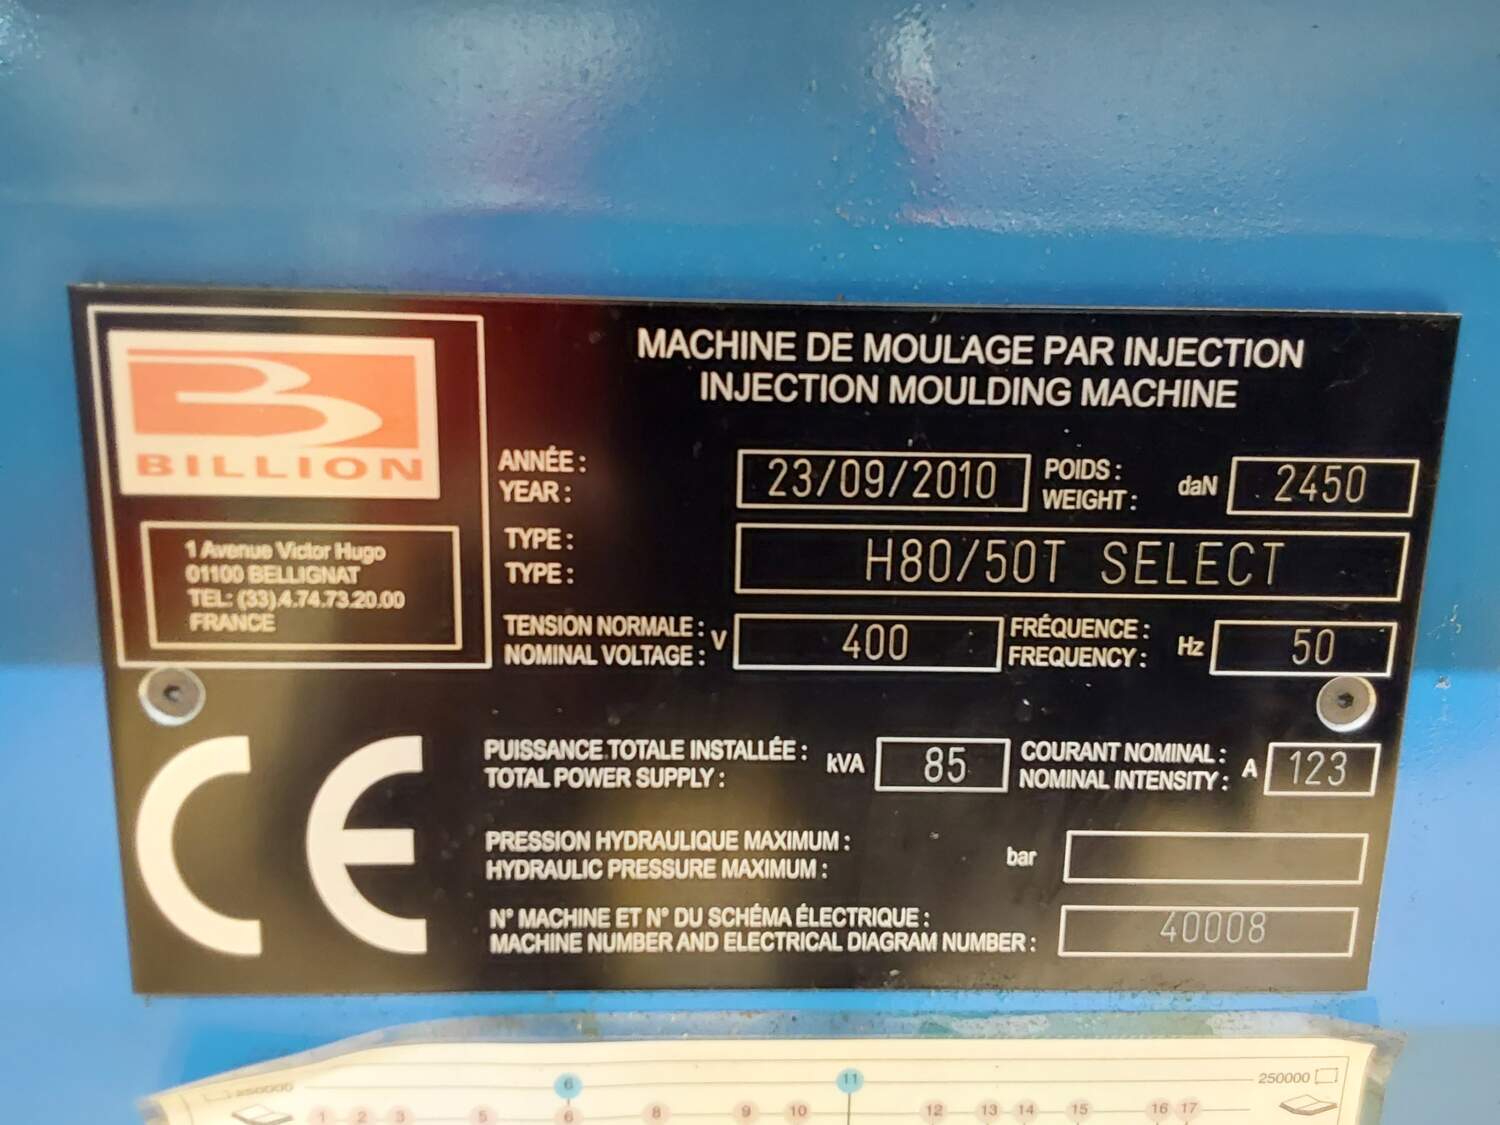 BILLION
1 Avenue Victor Hugo
01100 BELLIGNAT
TEL: (33).4.74.73.20.00
FRANCE
MACHINE DE MOULAGE PAR INJECTION
INJECTION MOULDING MACHINE
ANNÉE :
YEAR :
23/09/2010
POIDS :
WEIGHT :
daN
2450
TYPE :
TYPE :
H80/50T SELECT
TENSION NORMALE :
NOMINAL VOLTAGE :
V
400
FRÉQUENCE :
FREQUENCY :
Hz
50
PUISSANCE TOTALE INSTALLÉE :
TOTAL POWER SUPPLY :
kVA
85
COURANT NOMINAL :
NOMINAL INTENSITY :
A
123
PRESSION HYDRAULIQUE MAXIMUM :
HYDRAULIC PRESSURE MAXIMUM :
bar
N° MACHINE ET N° DU SCHÉMA ÉLECTRIQUE :
MACHINE NUMBER AND ELECTRICAL DIAGRAM NUMBER :
40008
CE
250000 6 11 250000
1 2 3 5 6 8 9 10 12 13 14 15 16 17